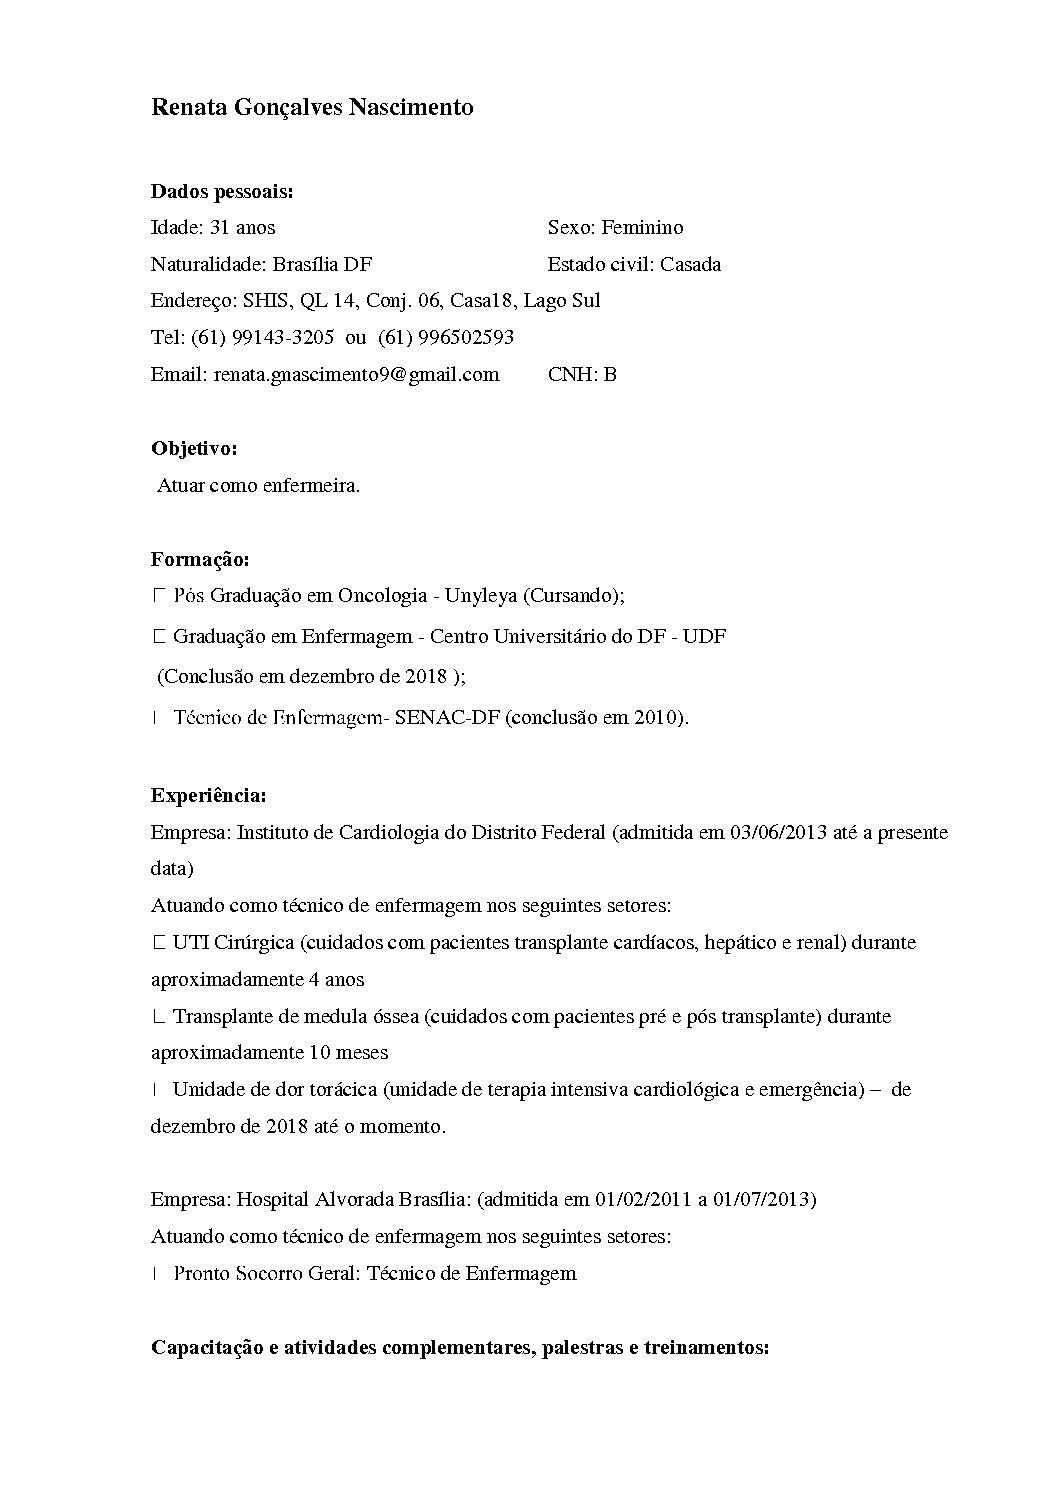 Renata Gonçalves Nascimento
Dados pessoais:
Idade: 31 anos Sexo: Feminino
Naturalidade: Brasília DF Estado civil: Casada
Endereço: SHIS, QL 14, Conj. 06, Casa18, Lago Sul
Tel: (61) 99143-3205 ou (61) 996502593
Email: renata.gnascimento9@gmail.com CNH: B
Objetivo:
Atuar como enfermeira.
Formação:
Pós Graduação em Oncologia - Unyleya (Cursando);
Graduação em Enfermagem - Centro Universitário do DF - UDF
(Conclusão em dezembro de 2018 );
Técnico de Enfermagem- SENAC-DF (conclusão em 2010).
Experiência:
Empresa: Instituto de Cardiologia do Distrito Federal (admitida em 03/06/2013 até a presente
data)
Atuando como técnico de enfermagem nos seguintes setores:
UTI Cirúrgica (cuidados com pacientes transplante cardíacos, hepático e renal) durante
aproximadamente 4 anos
Transplante de medula óssea (cuidados com pacientes pré e pós transplante) durante
aproximadamente 10 meses
Unidade de dor torácica (unidade de terapia intensiva cardiológica e emergência) – de
dezembro de 2018 até o momento.
Empresa: Hospital Alvorada Brasília: (admitida em 01/02/2011 a 01/07/2013)
Atuando como técnico de enfermagem nos seguintes setores:
Pronto Socorro Geral: Técnico de Enfermagem
Capacitação e atividades complementares, palestras e treinamentos: